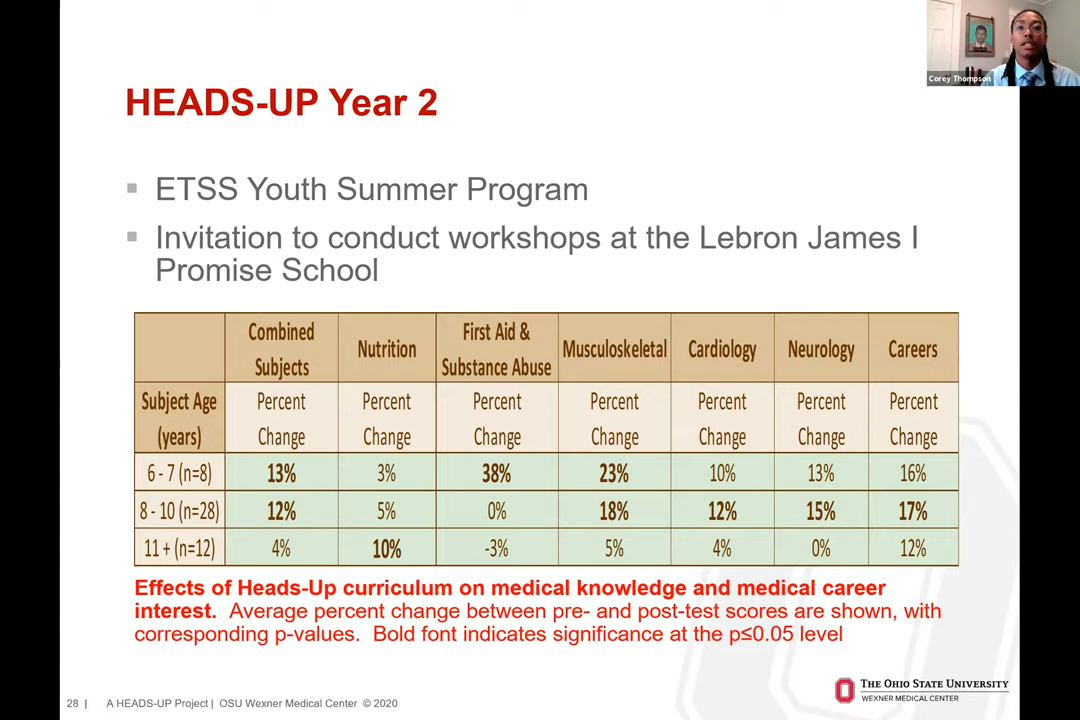 Corey Thompson
HEADS-UP Year 2
▪ ETSS Youth Summer Program
▪ Invitation to conduct workshops at the Lebron James I
Promise School
Combined Subjects | Nutrition | First Aid & Substance Abuse | Musculoskeletal | Cardiology | Neurology | Careers
Subject Age (years) | Percent Change | Percent Change | Percent Change | Percent Change | Percent Change | Percent Change | Percent Change
6 - 7 (n=8) | 13% | 3% | 38% | 23% | 10% | 13% | 16%
8 - 10 (n=28) | 12% | 5% | 0% | 18% | 12% | 15% | 17%
11 + (n=12) | 4% | 10% | -3% | 5% | 4% | 0% | 12%
Effects of Heads-Up curriculum on medical knowledge and medical career
interest. Average percent change between pre- and post-test scores are shown, with
corresponding p-values. Bold font indicates significance at the p≤0.05 level
28 | A HEADS-UP Project | OSU Wexner Medical Center © 2020
THE OHIO STATE UNIVERSITY
WEXNER MEDICAL CENTER